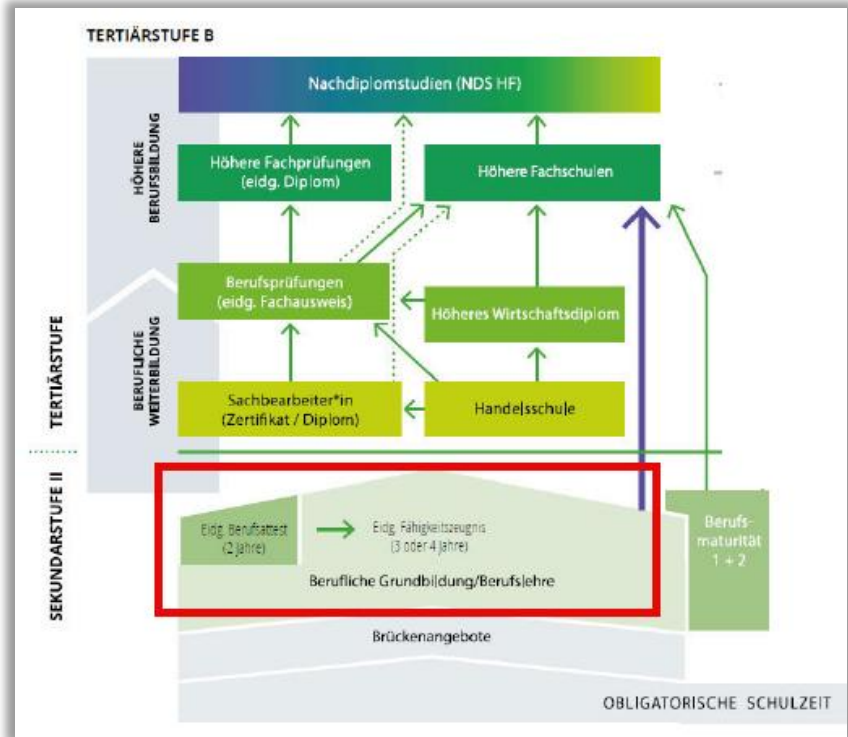 TERTIÄRSTUFE B
Nachdiplomstudien (NDS HF)
HÖHERE
BERUFSBILDUNG
Höhere Fachprüfungen
(eidg. Diplom)
Höhere Fachschulen
Berufsprüfungen
(eidg. Fachausweis)
Höheres Wirtschaftsdiplom
TERTIÄRSTUFE
BERUFLICHE
WEITERBILDUNG
Sachbearbeiter*in
(Zertifikat / Diplom)
Handelsschule
SEKUNDARSTUFE II
Eidg. Berufsattest
(2 Jahre)
Eidg. Fähigkeitszeugnis
(3 oder 4 Jahre)
Berufliche Grundbildung/Berufslehre
Berufs-
maturität
1 + 2
Brückenangebote
OBLIGATORISCHE SCHULZEIT